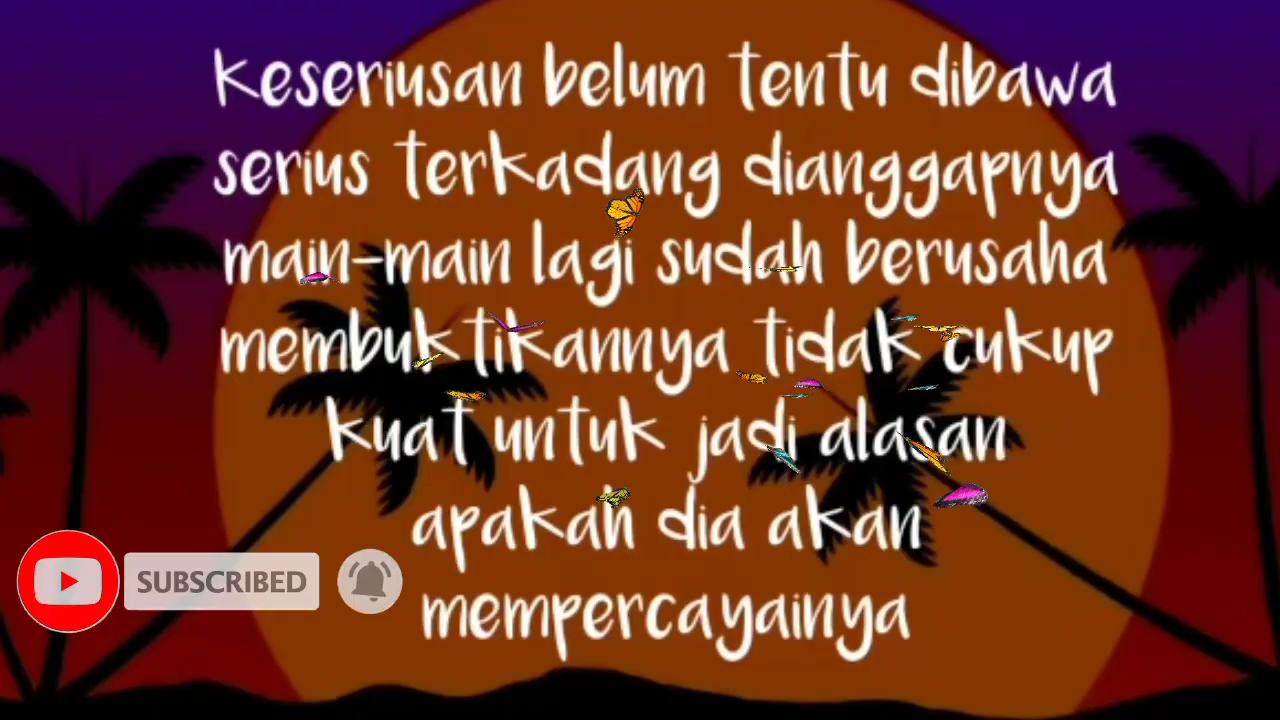 Keseriusan belum tentu dibawa
serius terkadang dianggapnya
main-main lagi sudah berusaha
membuktikannya tidak cukup
kuat untuk jadi alasan
apakah dia akan
mempercayainya
SUBSCRIBED